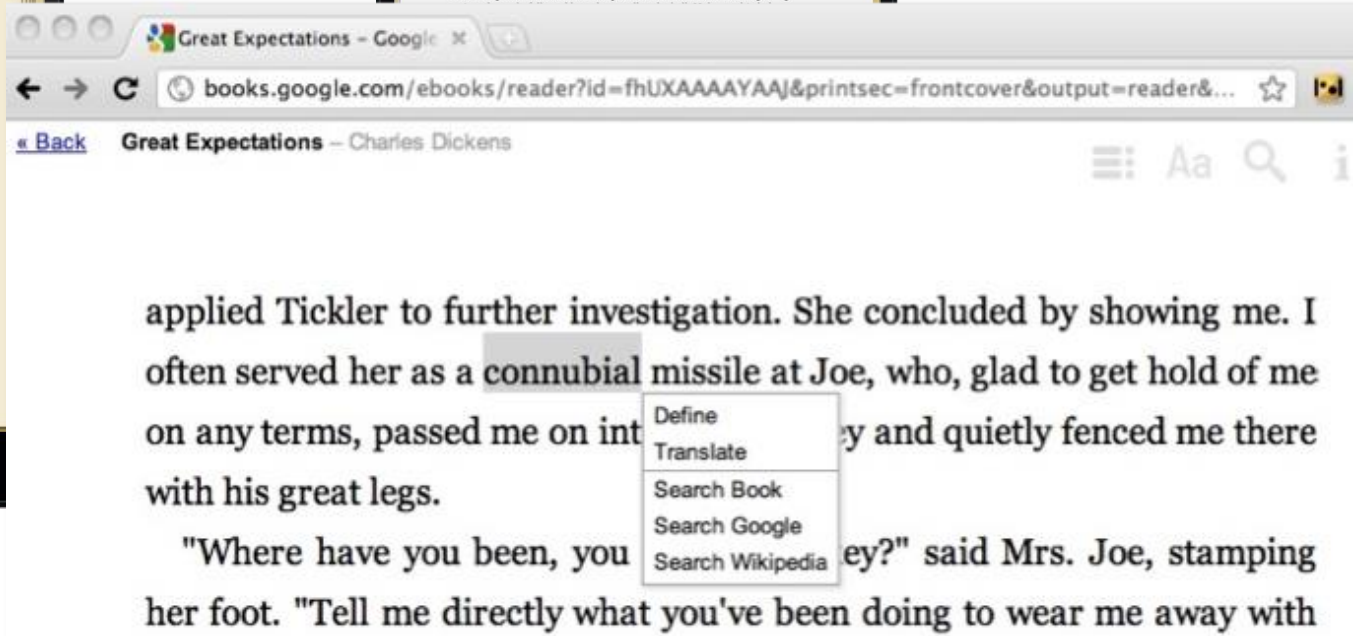 Great Expectations - Google
books.google.com/ebooks/reader?id=fhUXAAAAYAAJ&printsec=frontcover&output=reader&...
« Back Great Expectations – Charles Dickens
Aa
applied Tickler to further investigation. She concluded by showing me. I
often served her as a connubial missile at Joe, who, glad to get hold of me
on any terms, passed me on int y and quietly fenced me there
with his great legs.
Define
Translate
Search Book
Search Google
Search Wikipedia
"Where have you been, you ey?" said Mrs. Joe, stamping
her foot. "Tell me directly what you've been doing to wear me away with